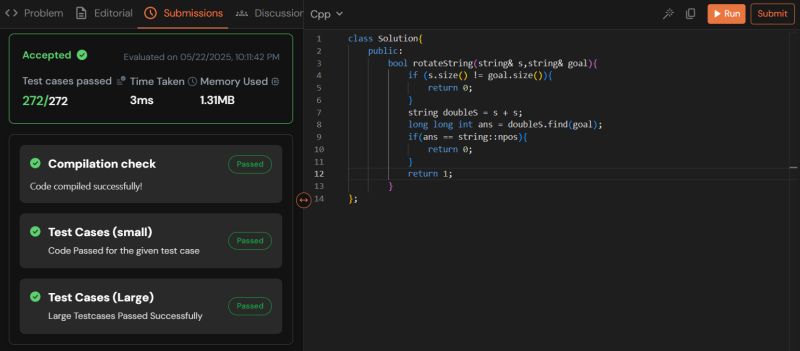 <> Problem Editorial Submissions Discussion
Accepted Evaluated on 05/22/2025, 10:11:42 PM
Test cases passed Time Taken Memory Used
272/272 3ms 1.31MB
Compilation check Passed
Code compiled successfully!
Test Cases (small) Passed
Code Passed for the given test case
Test Cases (Large) Passed
Large Testcases Passed Successfully
Cpp Run Submit
1 class Solution{
2 public:
3 bool rotateString(string& s,string& goal){
4 if (s.size() != goal.size()){
5 return 0;
6 }
7 string doubleS = s + s;
8 long long int ans = doubleS.find(goal);
9 if(ans == string::npos){
10 return 0;
11 }
12 return 1;
13 }
14 };